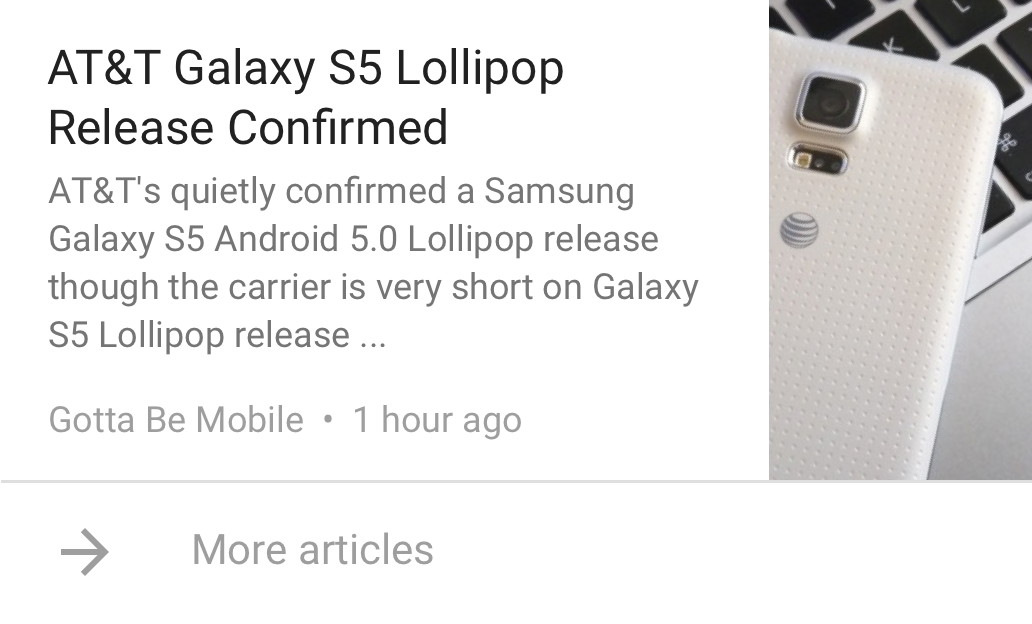 AT&T Galaxy S5 Lollipop
Release Confirmed
AT&T's quietly confirmed a Samsung
Galaxy S5 Android 5.0 Lollipop release
though the carrier is very short on Galaxy
S5 Lollipop release ...
Gotta Be Mobile • 1 hour ago
More articles
L
K
⌘